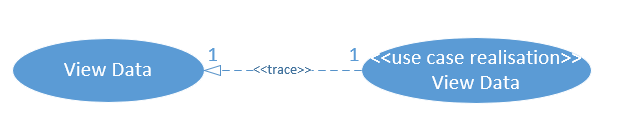 View Data
1
<<trace>>
1
<<use case realisation>>
View Data